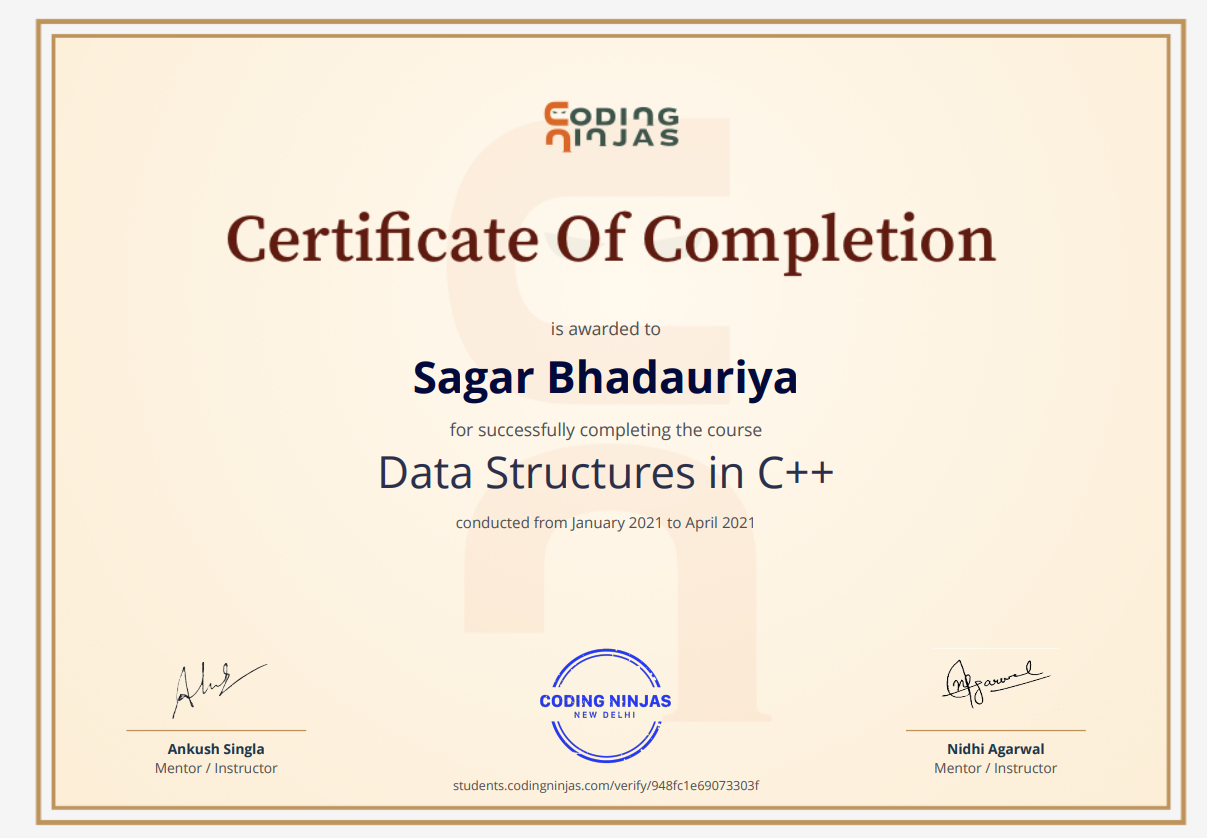 CODING
NINJAS
Certificate Of Completion
is awarded to
Sagar Bhadauriya
for successfully completing the course
Data Structures in C++
conducted from January 2021 to April 2021
CODING NINJAS
NEW DELHI
Ankush Singla
Mentor / Instructor
Nidhi Agarwal
Mentor / Instructor
students.codingninjas.com/verify/948fc1e69073303f